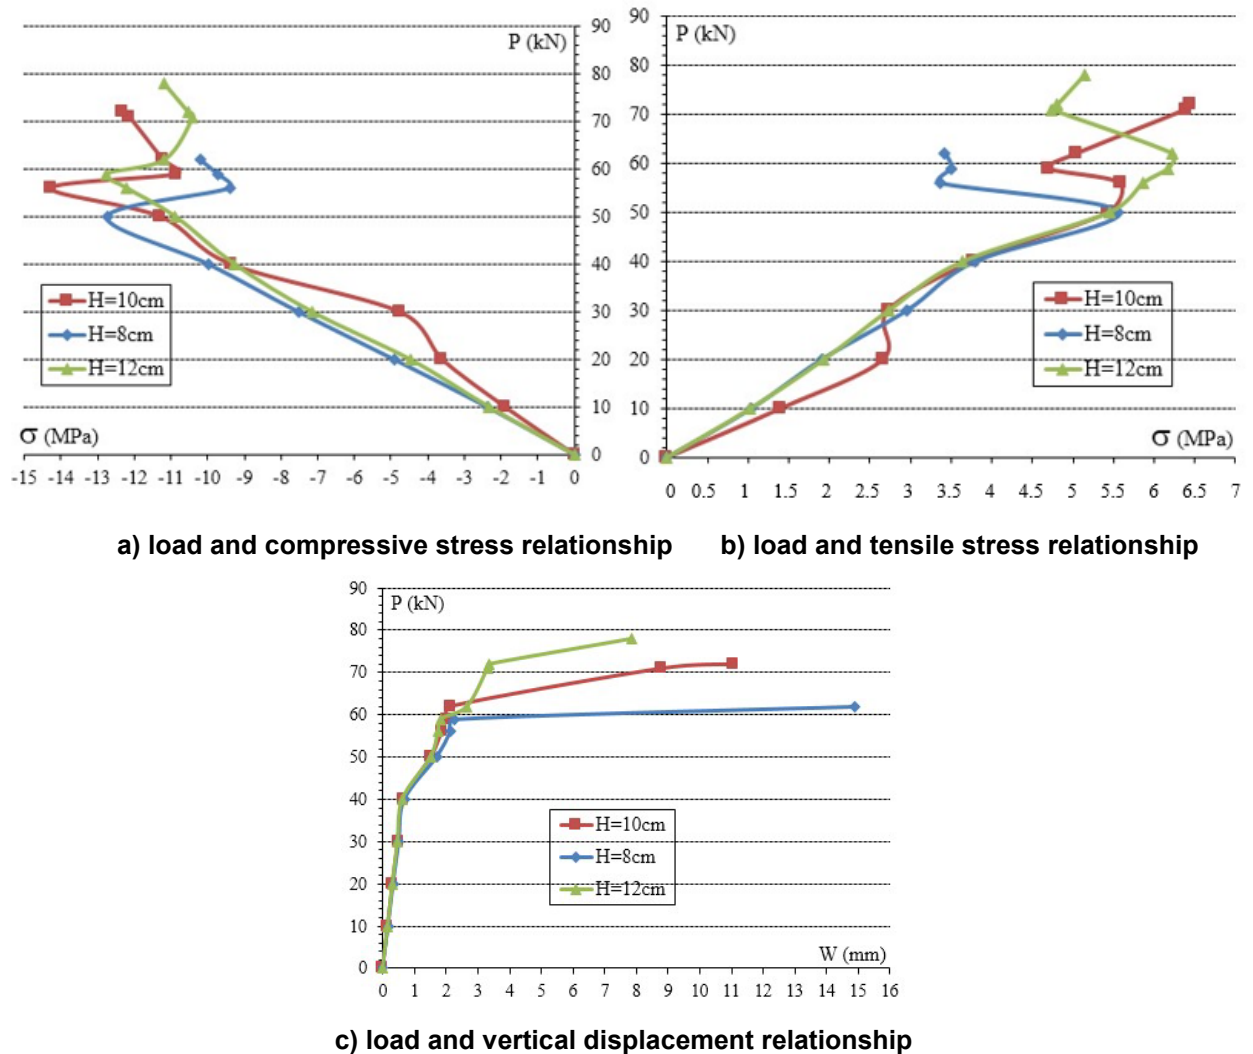 90
80
70
60
50
40
30
20
10
0
P (kN)
H=10cm
H=8cm
H=12cm
σ (MPa)
-15 -14 -13 -12 -11 -10 -9 -8 -7 -6 -5 -4 -3 -2 -1 0
90
80
70
60
50
40
30
20
10
0
P (kN)
H=10cm
H=8cm
H=12cm
σ (MPa)
0 0.5 1 1.5 2 2.5 3 3.5 4 4.5 5 5.5 6 6.5 7
a) load and compressive stress relationship
b) load and tensile stress relationship
90
80
70
60
50
40
30
20
10
0
P (kN)
H=10cm
H=8cm
H=12cm
W (mm)
0 1 2 3 4 5 6 7 8 9 10 11 12 13 14 15 16
c) load and vertical displacement relationship